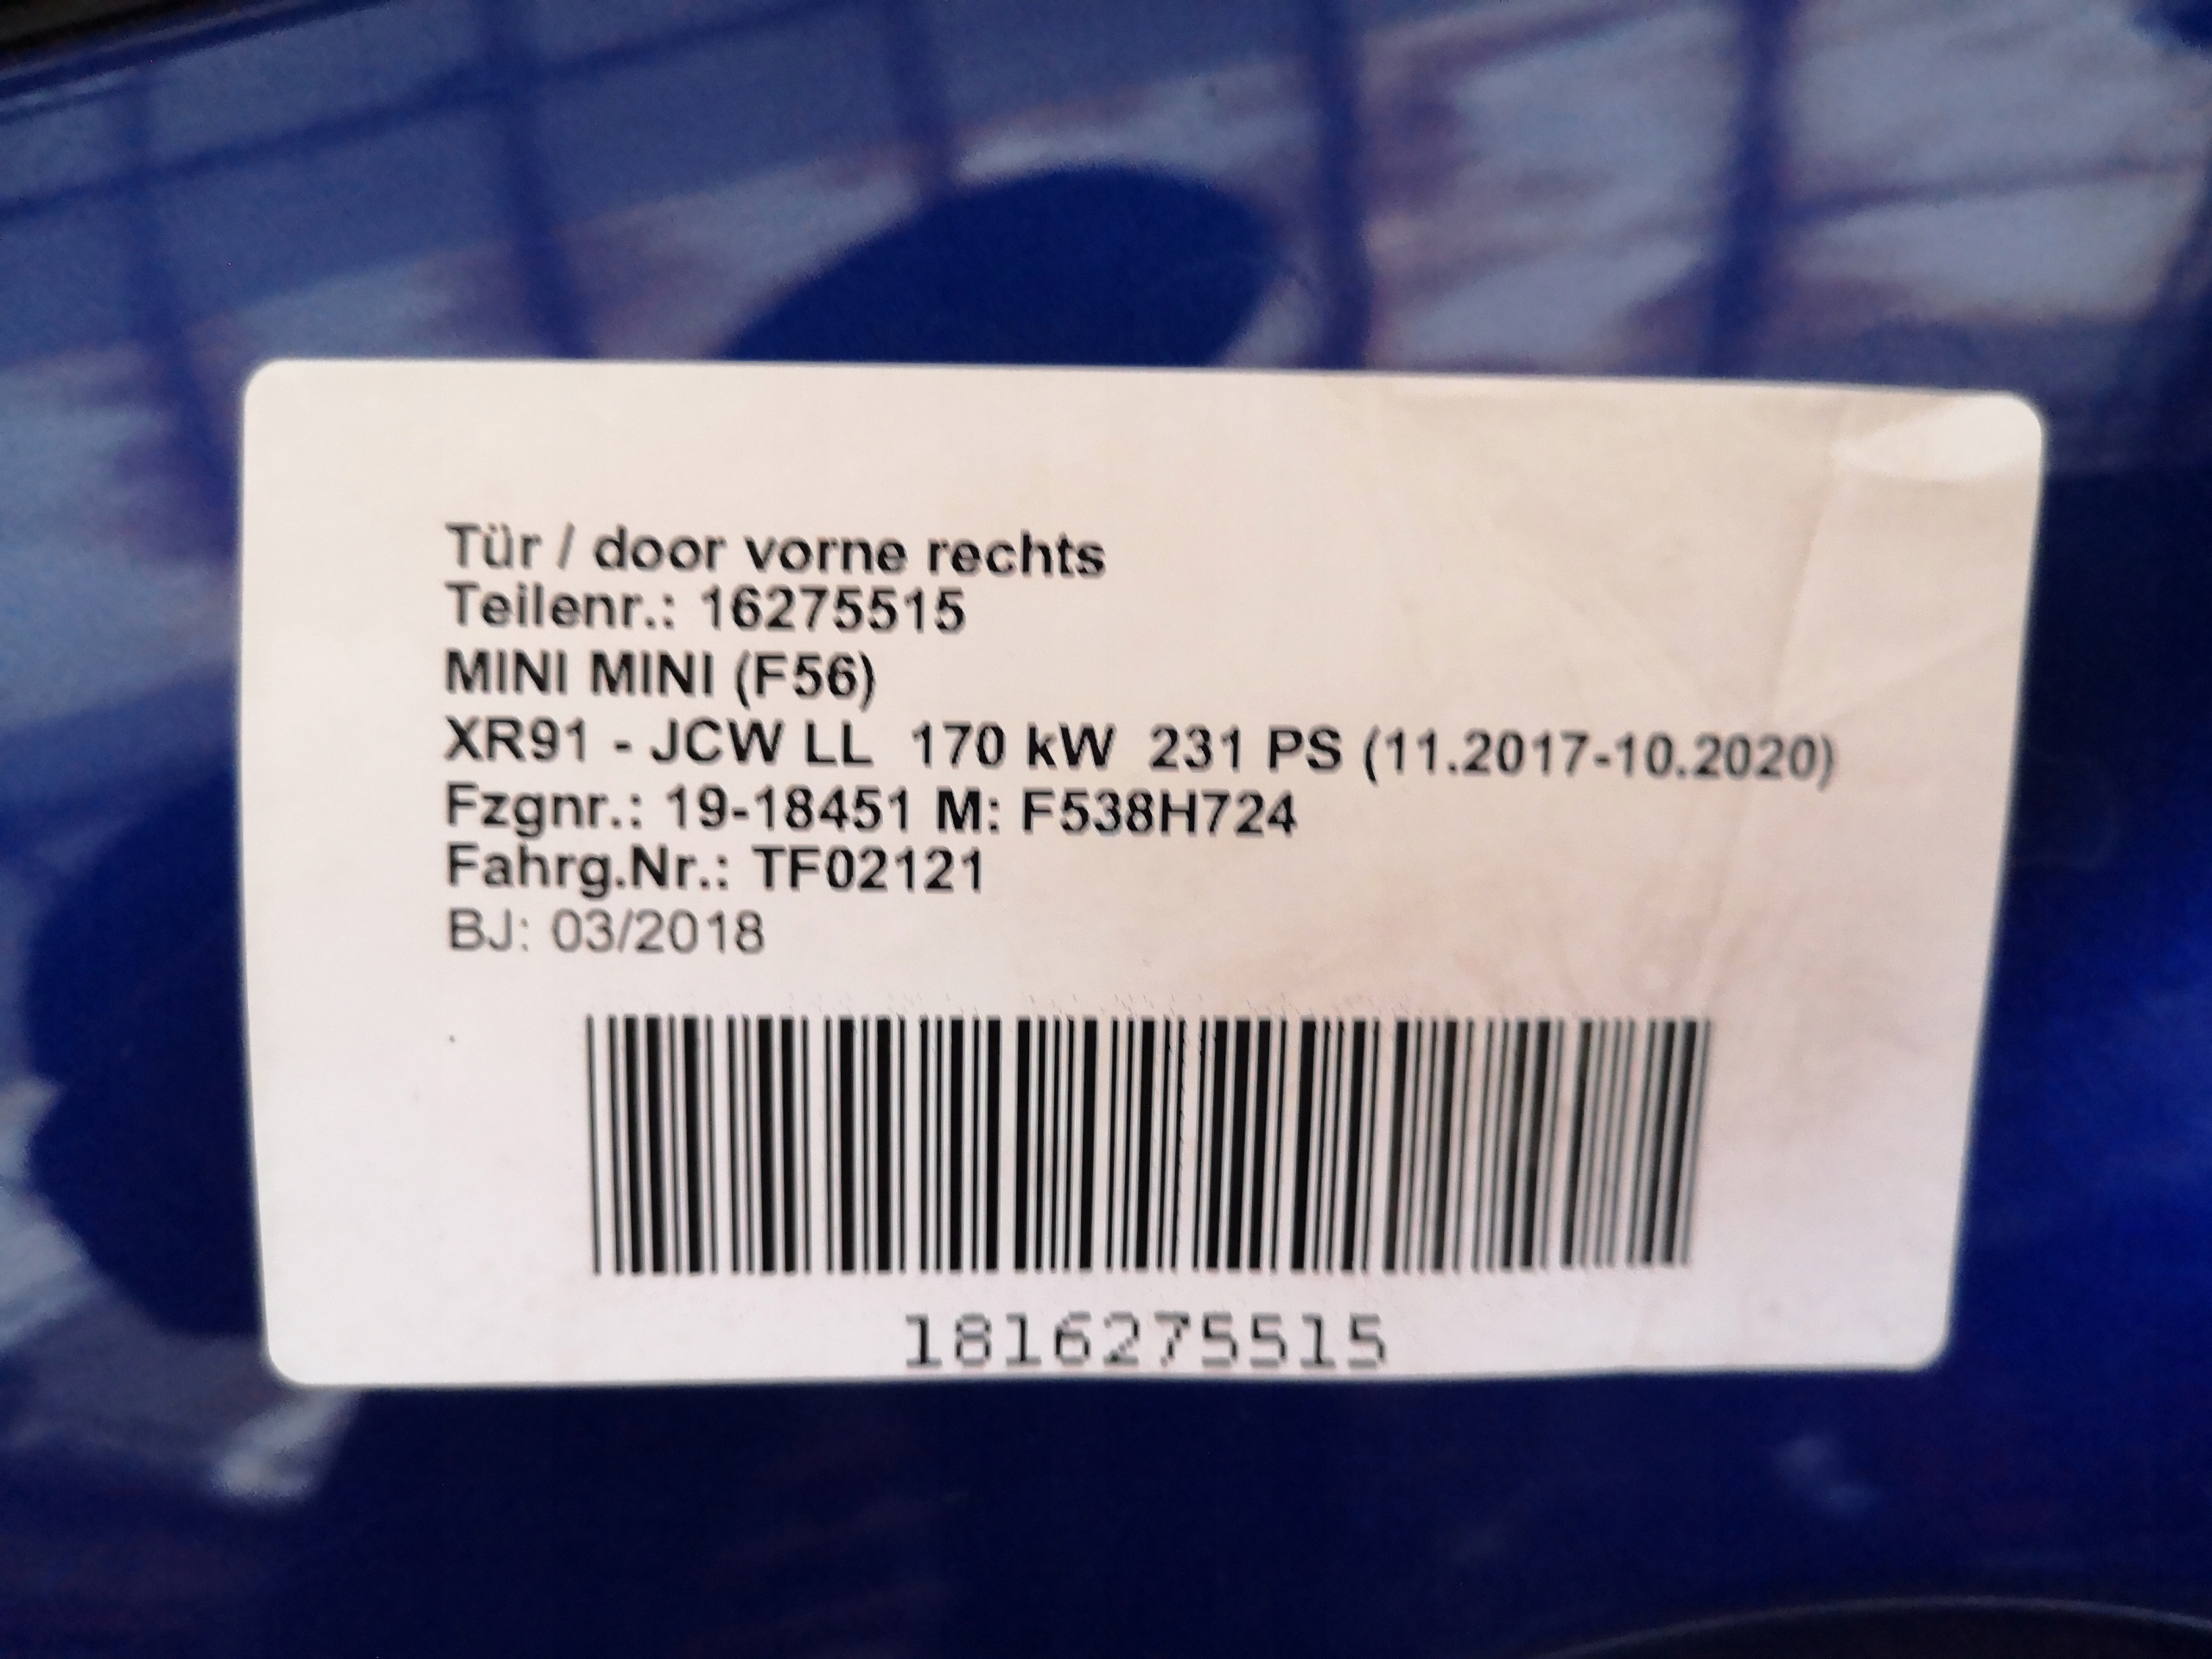 Tür / door vorne rechts
Teilenr.: 16275515
MINI MINI (F56)
XR91 - JCW LL 170 kW 231 PS (11.2017-10.2020)
Fzgnr.: 19-18451 M: F538H724
Fahrg.Nr.: TF02121
BJ: 03/2018
1816275515